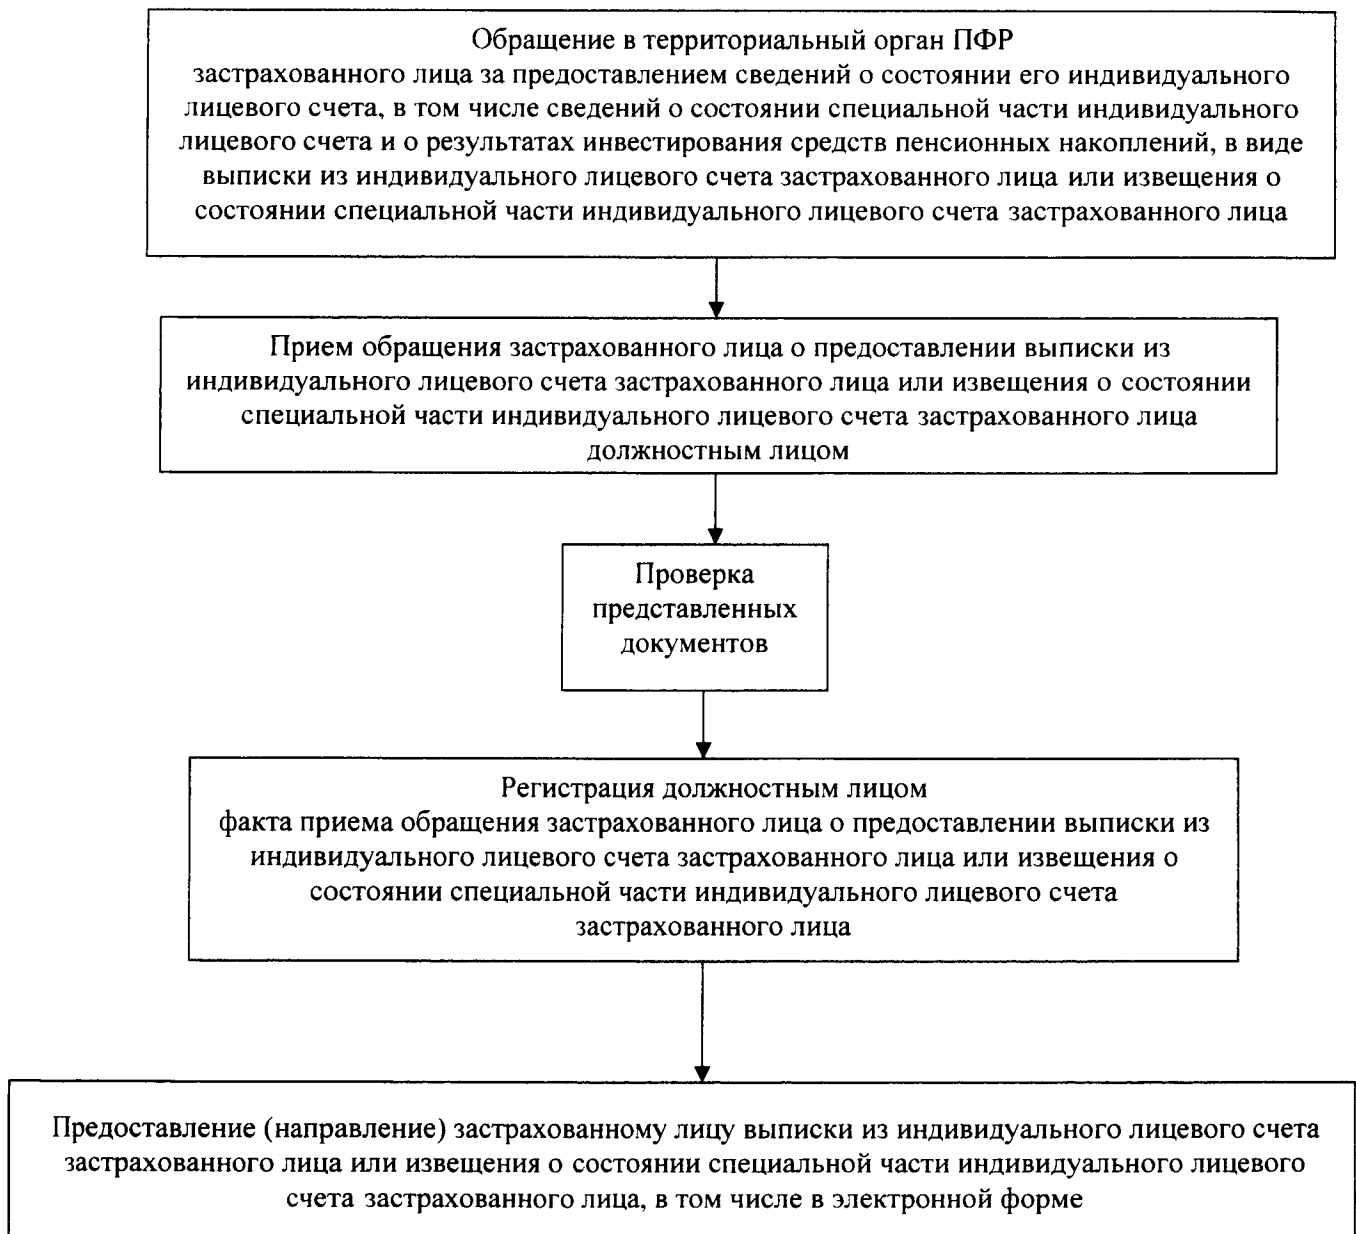 Обращение в территориальный орган ПФР
застрахованного лица за предоставлением сведений о состоянии его индивидуального
лицевого счета, в том числе сведений о состоянии специальной части индивидуального
лицевого счета и о результатах инвестирования средств пенсионных накоплений, в виде
выписки из индивидуального лицевого счета застрахованного лица или извещения о
состоянии специальной части индивидуального лицевого счета застрахованного лица
Прием обращения застрахованного лица о предоставлении выписки из
индивидуального лицевого счета застрахованного лица или извещения о состоянии
специальной части индивидуального лицевого счета застрахованного лица
должностным лицом
Проверка
представленных
документов
Регистрация должностным лицом
факта приема обращения застрахованного лица о предоставлении выписки из
индивидуального лицевого счета застрахованного лица или извещения о
состоянии специальной части индивидуального лицевого счета
застрахованного лица
Предоставление (направление) застрахованному лицу выписки из индивидуального лицевого счета
застрахованного лица или извещения о состоянии специальной части индивидуального лицевого
счета застрахованного лица, в том числе в электронной форме